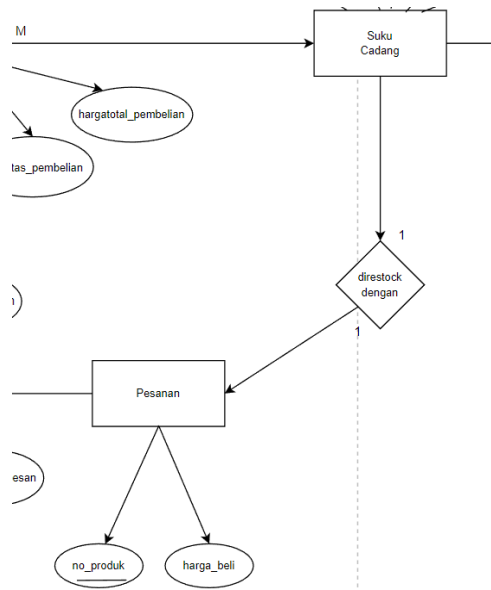 M
Suku
Cadang
hargatotal_pembelian
tas_pembelian
1
direstock
dengan
1
Pesanan
esan
no_produk
harga_beli